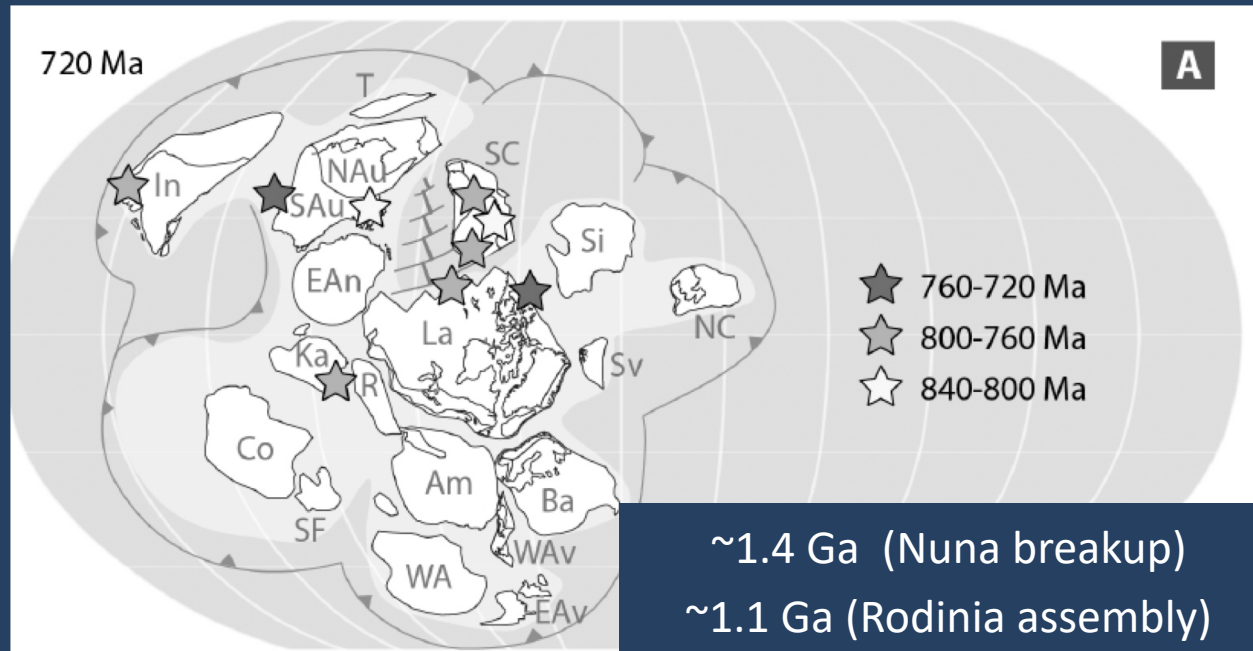 720 Ma
A
T
In
NAu
SC
SAu
Si
EAn
760-720 Ma
La
NC
800-760 Ma
Ka
Sv
R
840-800 Ma
Co
Am
Ba
SF
WAv
WA
EAv
~1.4 Ga (Nuna breakup)
~1.1 Ga (Rodinia assembly)